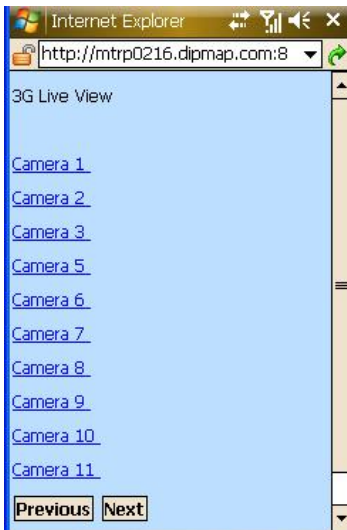 Internet Explorer
http://mtrp0216.dipmap.com:8
3G Live View
Camera 1
Camera 2
Camera 3
Camera 5
Camera 6
Camera 7
Camera 8
Camera 9
Camera 10
Camera 11
Previous Next